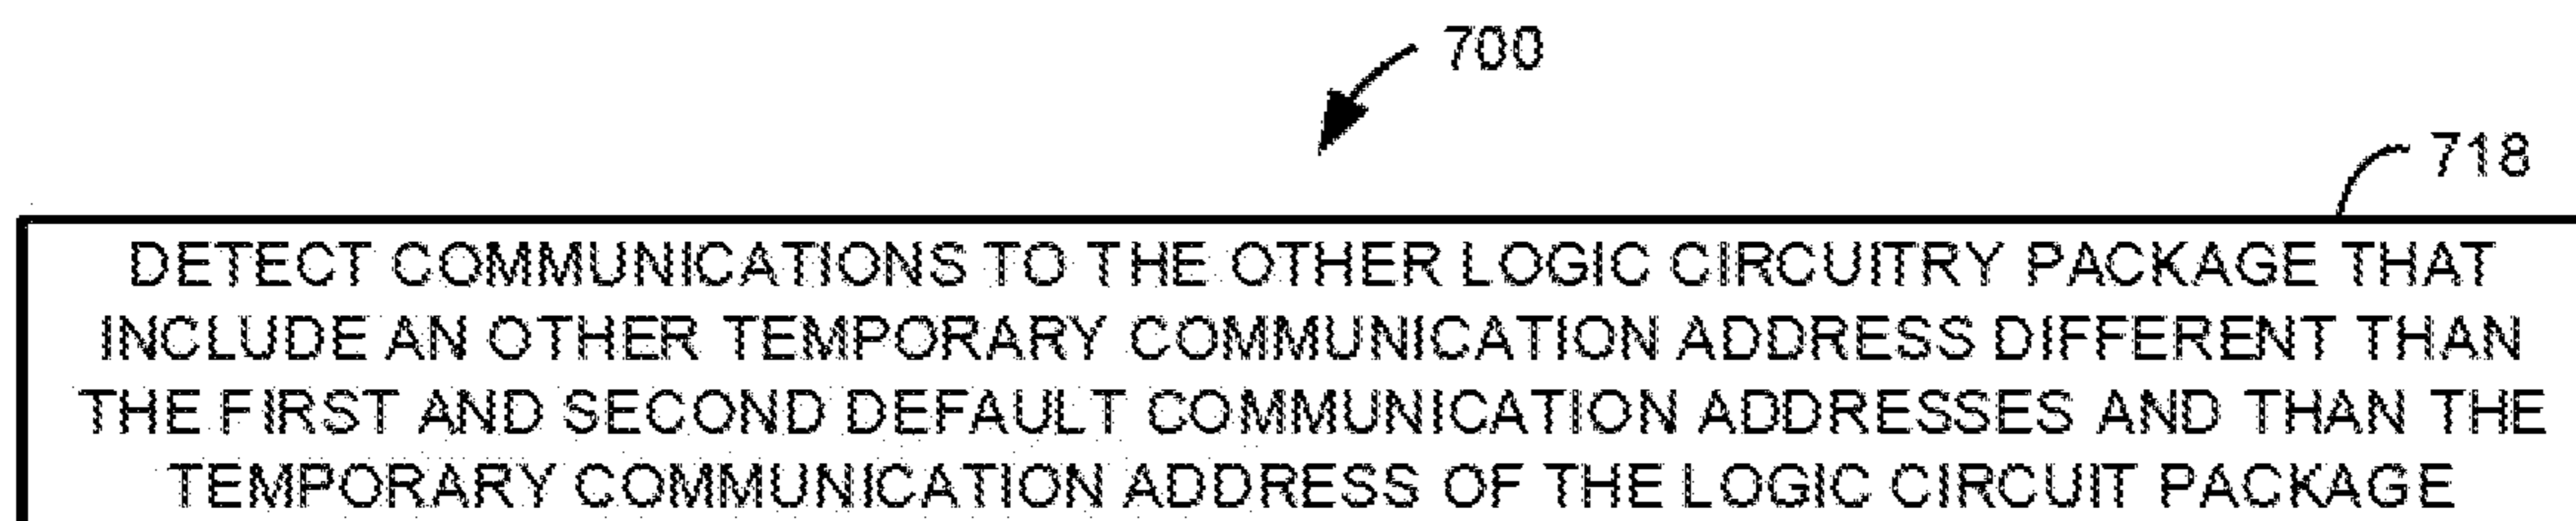 700
718
DETECT COMMUNICATIONS TO THE OTHER LOGIC CIRCUITRY PACKAGE THAT
INCLUDE AN OTHER TEMPORARY COMMUNICATION ADDRESS DIFFERENT THAN
THE FIRST AND SECOND DEFAULT COMMUNICATION ADDRESSES AND THAN THE
TEMPORARY COMMUNICATION ADDRESS OF THE LOGIC CIRCUIT PACKAGE